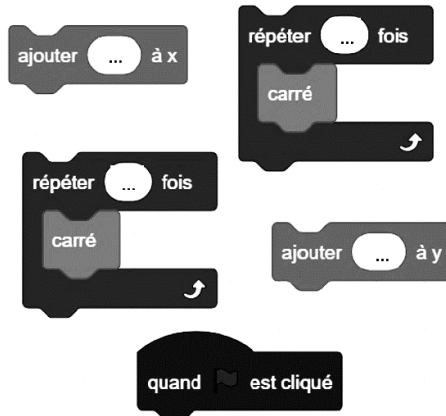 répéter ... fois
ajouter ... à x
carré
répéter ... fois
carré
ajouter ... à y
quand est cliqué